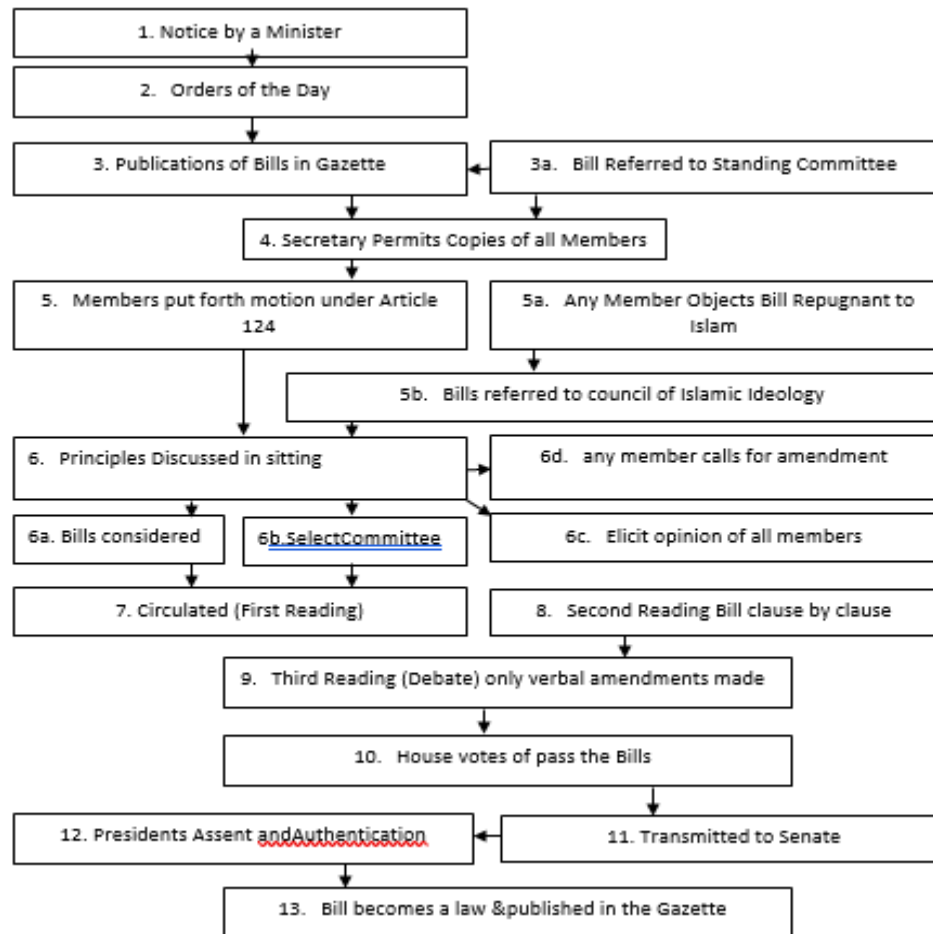 1. Notice by a Minister
2. Orders of the Day
3. Publications of Bills in Gazette
3a. Bill Referred to Standing Committee
4. Secretary Permits Copies of all Members
5. Members put forth motion under Article
124
5a. Any Member Objects Bill Repugnant to
Islam
5b. Bills referred to council of Islamic Ideology
6. Principles Discussed in sitting
6d. any member calls for amendment
6a. Bills considered
6b.SelectCommittee
6c. Elicit opinion of all members
7. Circulated (First Reading)
8. Second Reading Bill clause by clause
9. Third Reading (Debate) only verbal amendments made
10. House votes of pass the Bills
11. Transmitted to Senate
12. Presidents Assent andAuthentication
13. Bill becomes a law &published in the Gazette